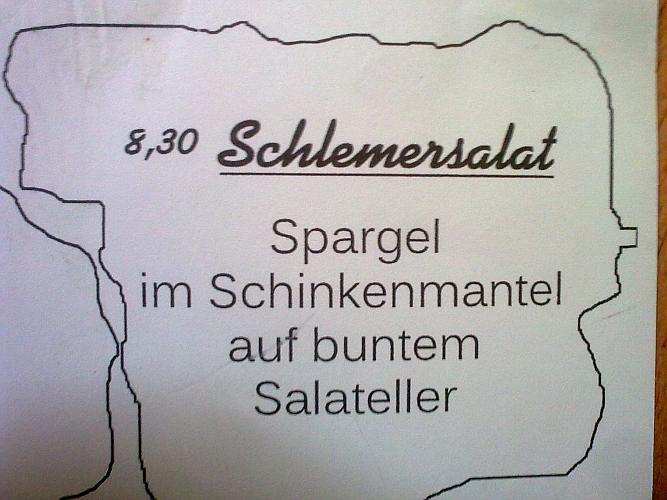 8,30 Schlemersalat
Spargel
im Schinkenmantel
auf buntem
Salateller